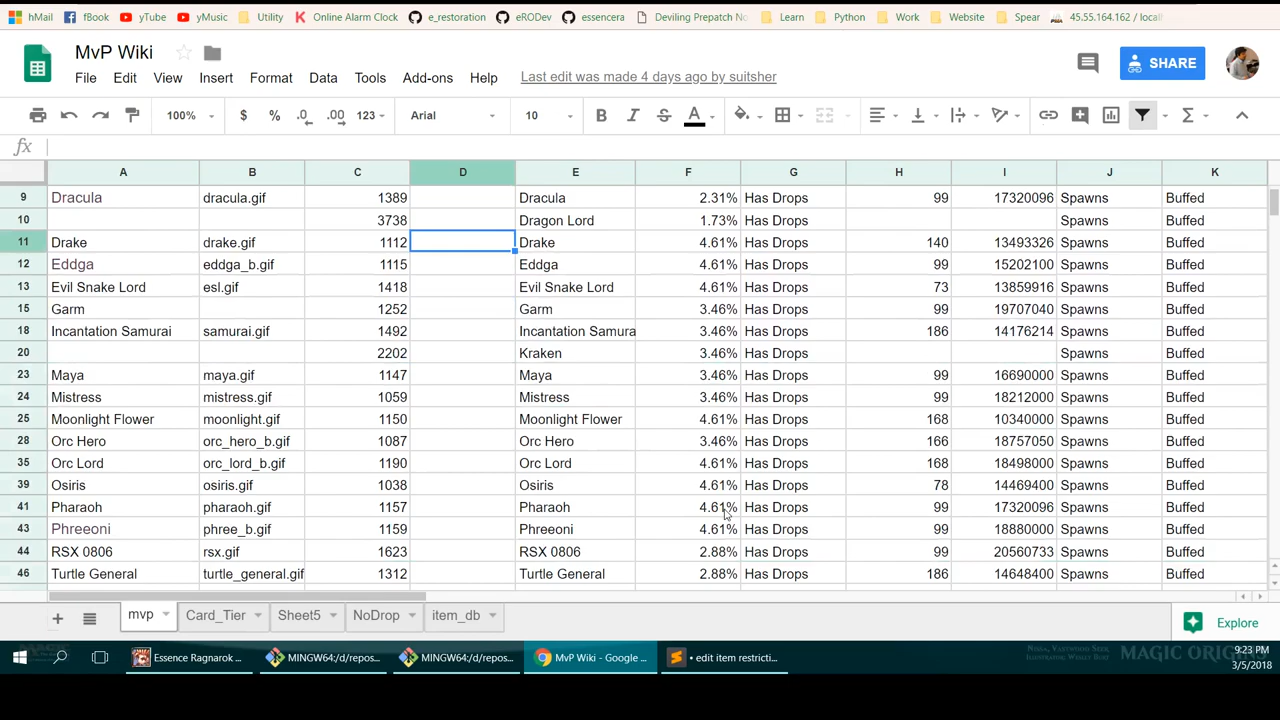 hMail fBook yTube yMusic Utility Online Alarm Clock e_restoration eRODev essencera Deviling Prepatch No Learn Python Work Website Spear 45.55.164.162 / local
MvP Wiki
File Edit View Insert Format Data Tools Add-ons Help Last edit was made 4 days ago by suitsher SHARE
100% $ % .0 .00 123 Arial 10 B I S A Σ
fx
A B C D E F G H I J K
9 Dracula dracula.gif 1389 Dracula 2.31% Has Drops 99 17320096 Spawns Buffed
10 3738 Dragon Lord 1.73% Has Drops Spawns Buffed
11 Drake drake.gif 1112 Drake 4.61% Has Drops 140 13493326 Spawns Buffed
12 Eddga eddga_b.gif 1115 Eddga 4.61% Has Drops 99 15202100 Spawns Buffed
13 Evil Snake Lord esl.gif 1418 Evil Snake Lord 4.61% Has Drops 73 13859916 Spawns Buffed
15 Garm 1252 Garm 3.46% Has Drops 99 19707040 Spawns Buffed
18 Incantation Samurai samurai.gif 1492 Incantation Samura 3.46% Has Drops 186 14176214 Spawns Buffed
20 2202 Kraken 3.46% Has Drops Spawns Buffed
23 Maya maya.gif 1147 Maya 3.46% Has Drops 99 16690000 Spawns Buffed
24 Mistress mistress.gif 1059 Mistress 3.46% Has Drops 99 18212000 Spawns Buffed
25 Moonlight Flower moonlight.gif 1150 Moonlight Flower 4.61% Has Drops 168 10340000 Spawns Buffed
28 Orc Hero orc_hero_b.gif 1087 Orc Hero 3.46% Has Drops 166 18757050 Spawns Buffed
35 Orc Lord orc_lord_b.gif 1190 Orc Lord 4.61% Has Drops 168 18498000 Spawns Buffed
39 Osiris osiris.gif 1038 Osiris 4.61% Has Drops 78 14469400 Spawns Buffed
41 Pharaoh pharaoh.gif 1157 Pharaoh 4.61% Has Drops 99 17320096 Spawns Buffed
43 Phreeoni phree_b.gif 1159 Phreeoni 4.61% Has Drops 99 18880000 Spawns Buffed
44 RSX 0806 rsx.gif 1623 RSX 0806 2.88% Has Drops 99 20560733 Spawns Buffed
46 Turtle General turtle_general.gif 1312 Turtle General 2.88% Has Drops 186 14648400 Spawns Buffed
mvp Card_Tier Sheet5 NoDrop item_db Explore
Essence Ragnarok ... MINGW64:/d/repos... MINGW64:/d/repos... MvP Wiki - Google ... • edit item restricti... MAGIC ORIGINS 9:23 PM
3/5/2018